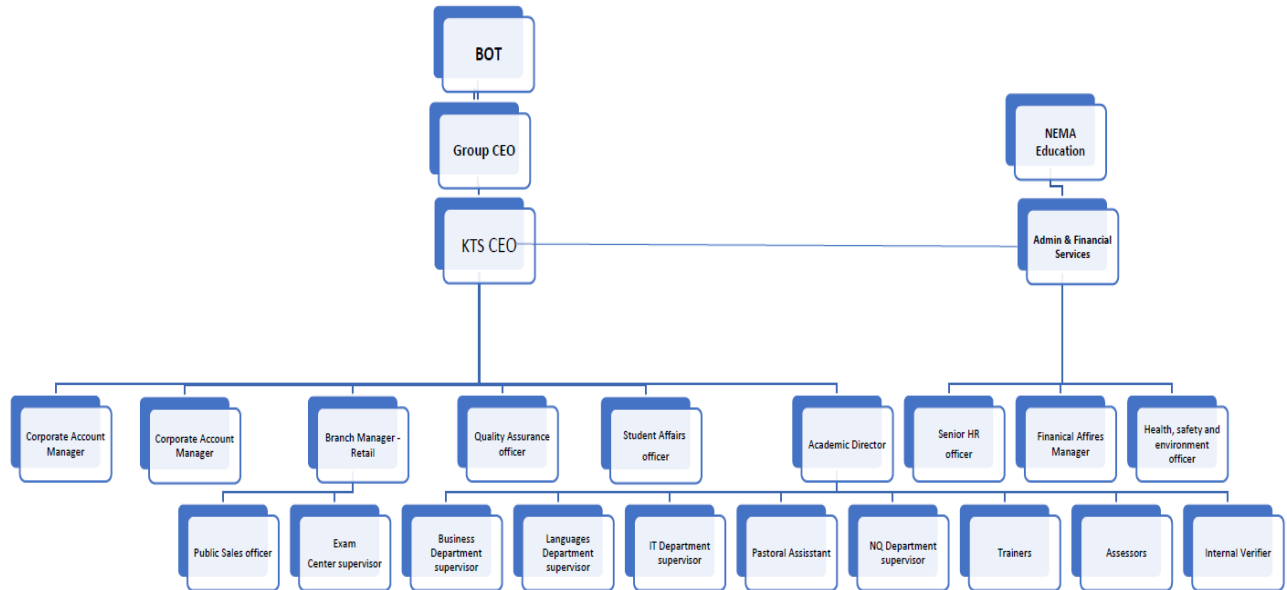 BOT
Group CEO
NEMA
Education
KTS CEO
Admin & Financial
Services
Corporate Account
Manager
Corporate Account
Manager
Branch Manager -
Retail
Quality Assurance
officer
Student Affairs
officer
Academic Director
Senior HR
officer
Finanical Affires
Manager
Health, safety and
environment
officer
Public Sales officer
Exam
Center supervisor
Business
Department
supervisor
Languages
Department
supervisor
IT Department
supervisor
Pastoral Assisstant
NQ Department
supervisor
Trainers
Assessors
Internal Verifier